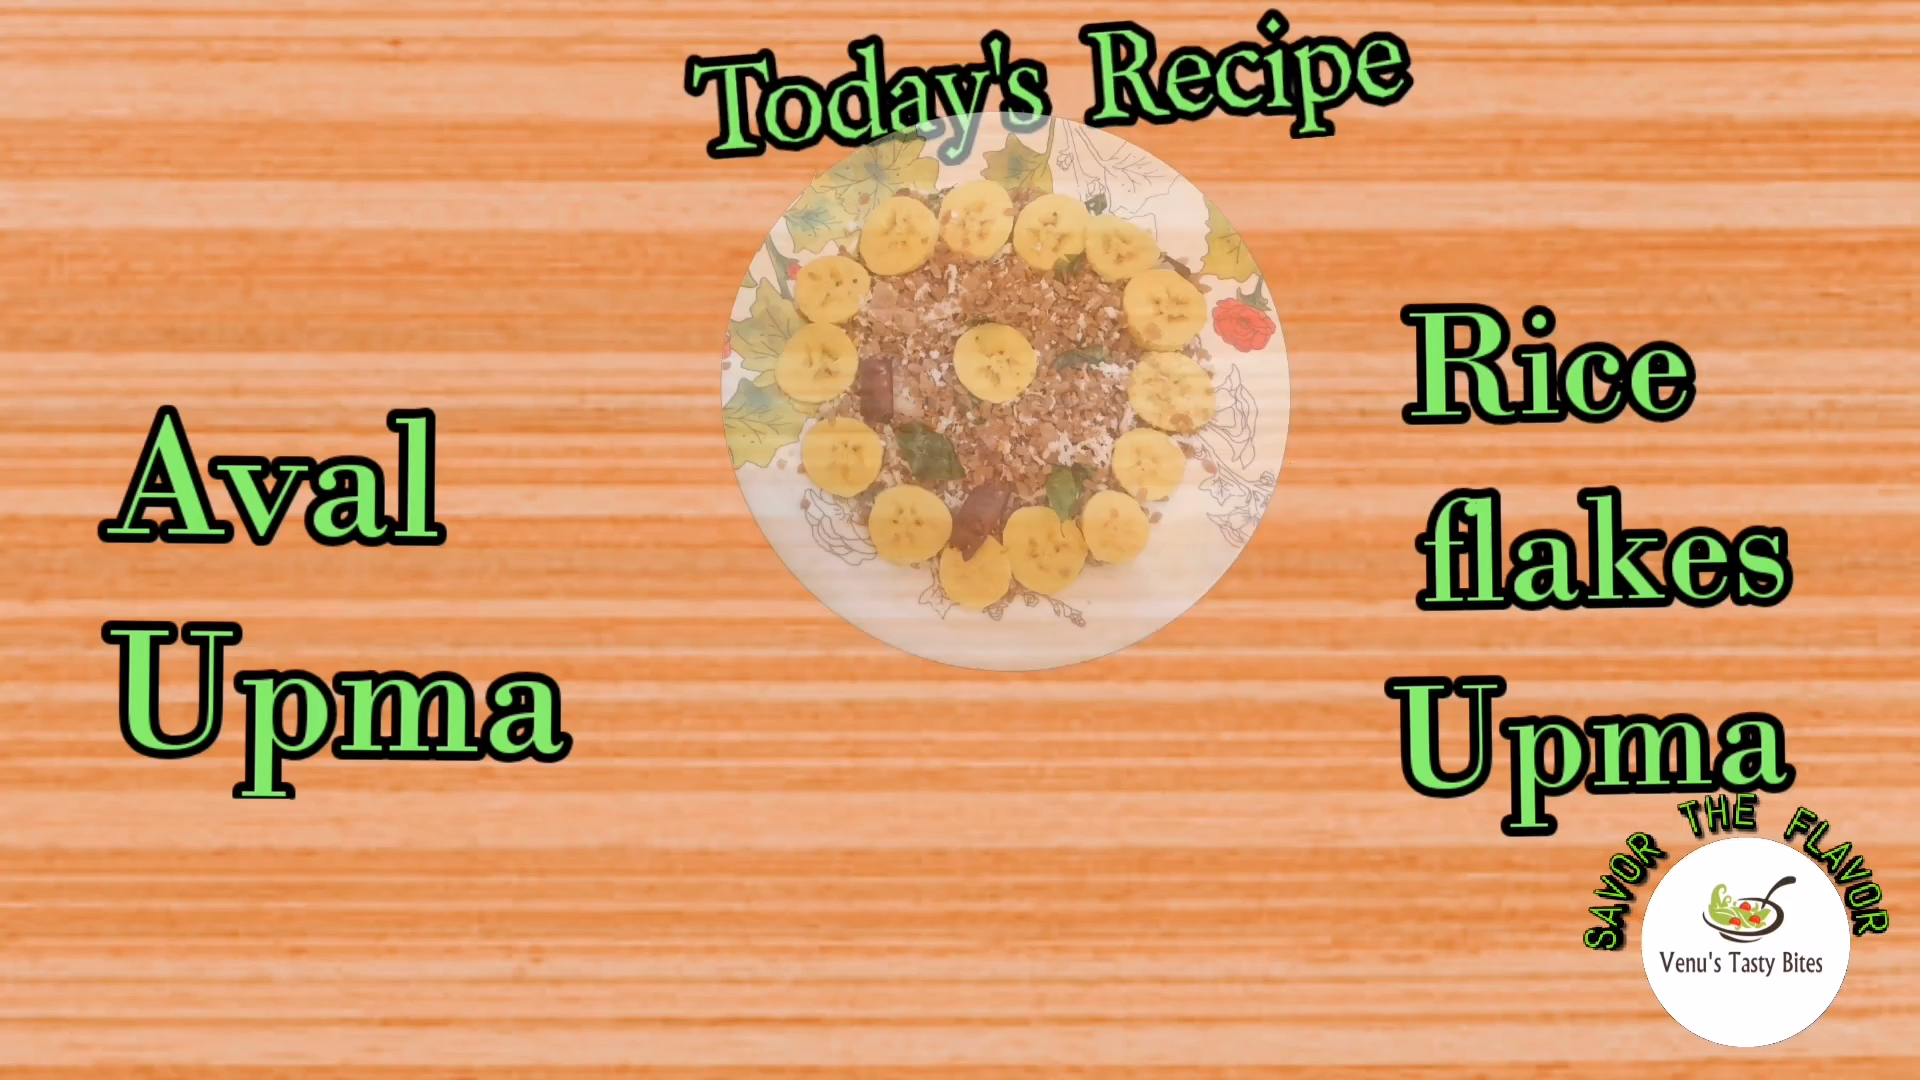 Today's Recipe
Aval
Upma
Rice
flakes
Upma
SAVOR THE FLAVOR
Venu's Tasty Bites